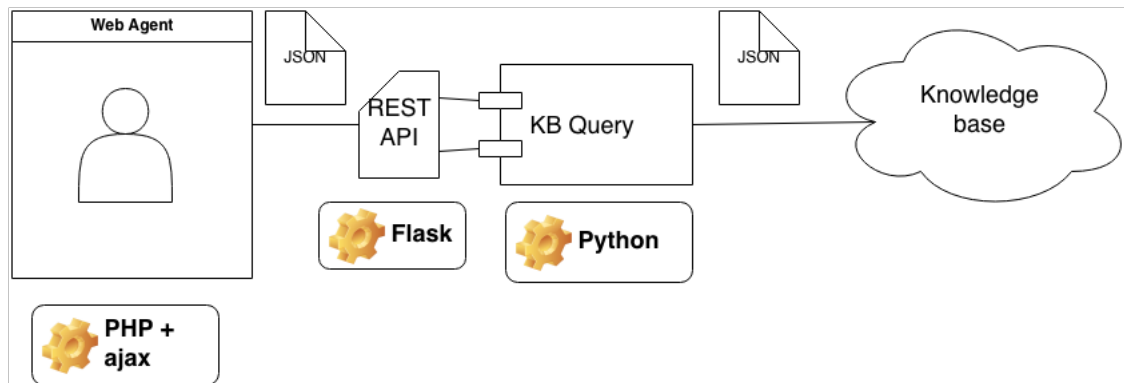 Web Agent
JSON
REST
API
KB Query
JSON
Knowledge
base
Flask
Python
PHP +
ajax